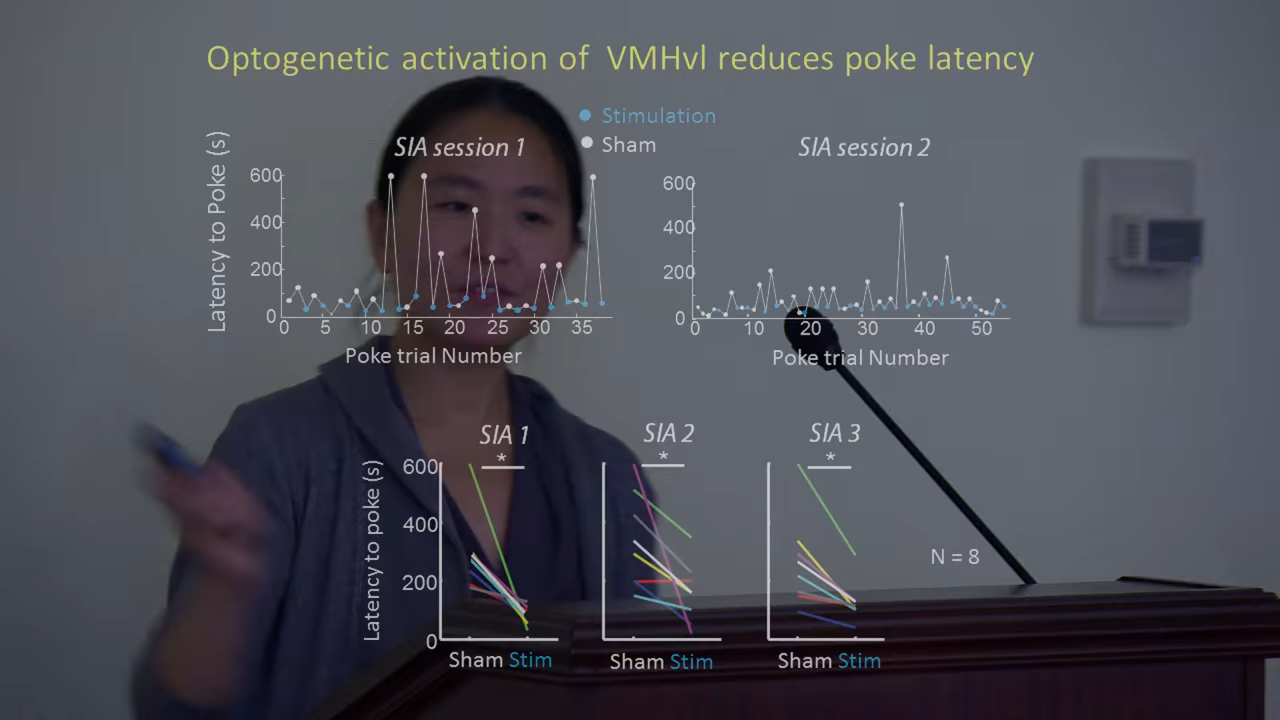 Optogenetic activation of VMHvl reduces poke latency
Stimulation
Sham
SIA session 1
Latency to Poke (s)
600
400
200
0
0 5 10 15 20 25 30 35
Poke trial Number
SIA session 2
600
400
200
0
0 10 20 30 40 50
Poke trial Number
Latency to poke (s)
600
400
200
0
SIA 1
*
Sham Stim
SIA 2
*
Sham Stim
SIA 3
*
Sham Stim
N = 8